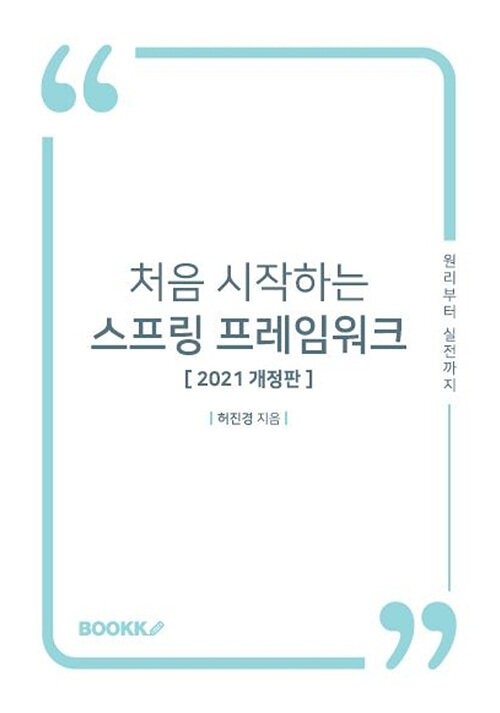 처음 시작하는
스프링 프레임워크
[ 2021 개정판 ]
| 허진경 지음 |
원리부터 실전까지
BOOKK